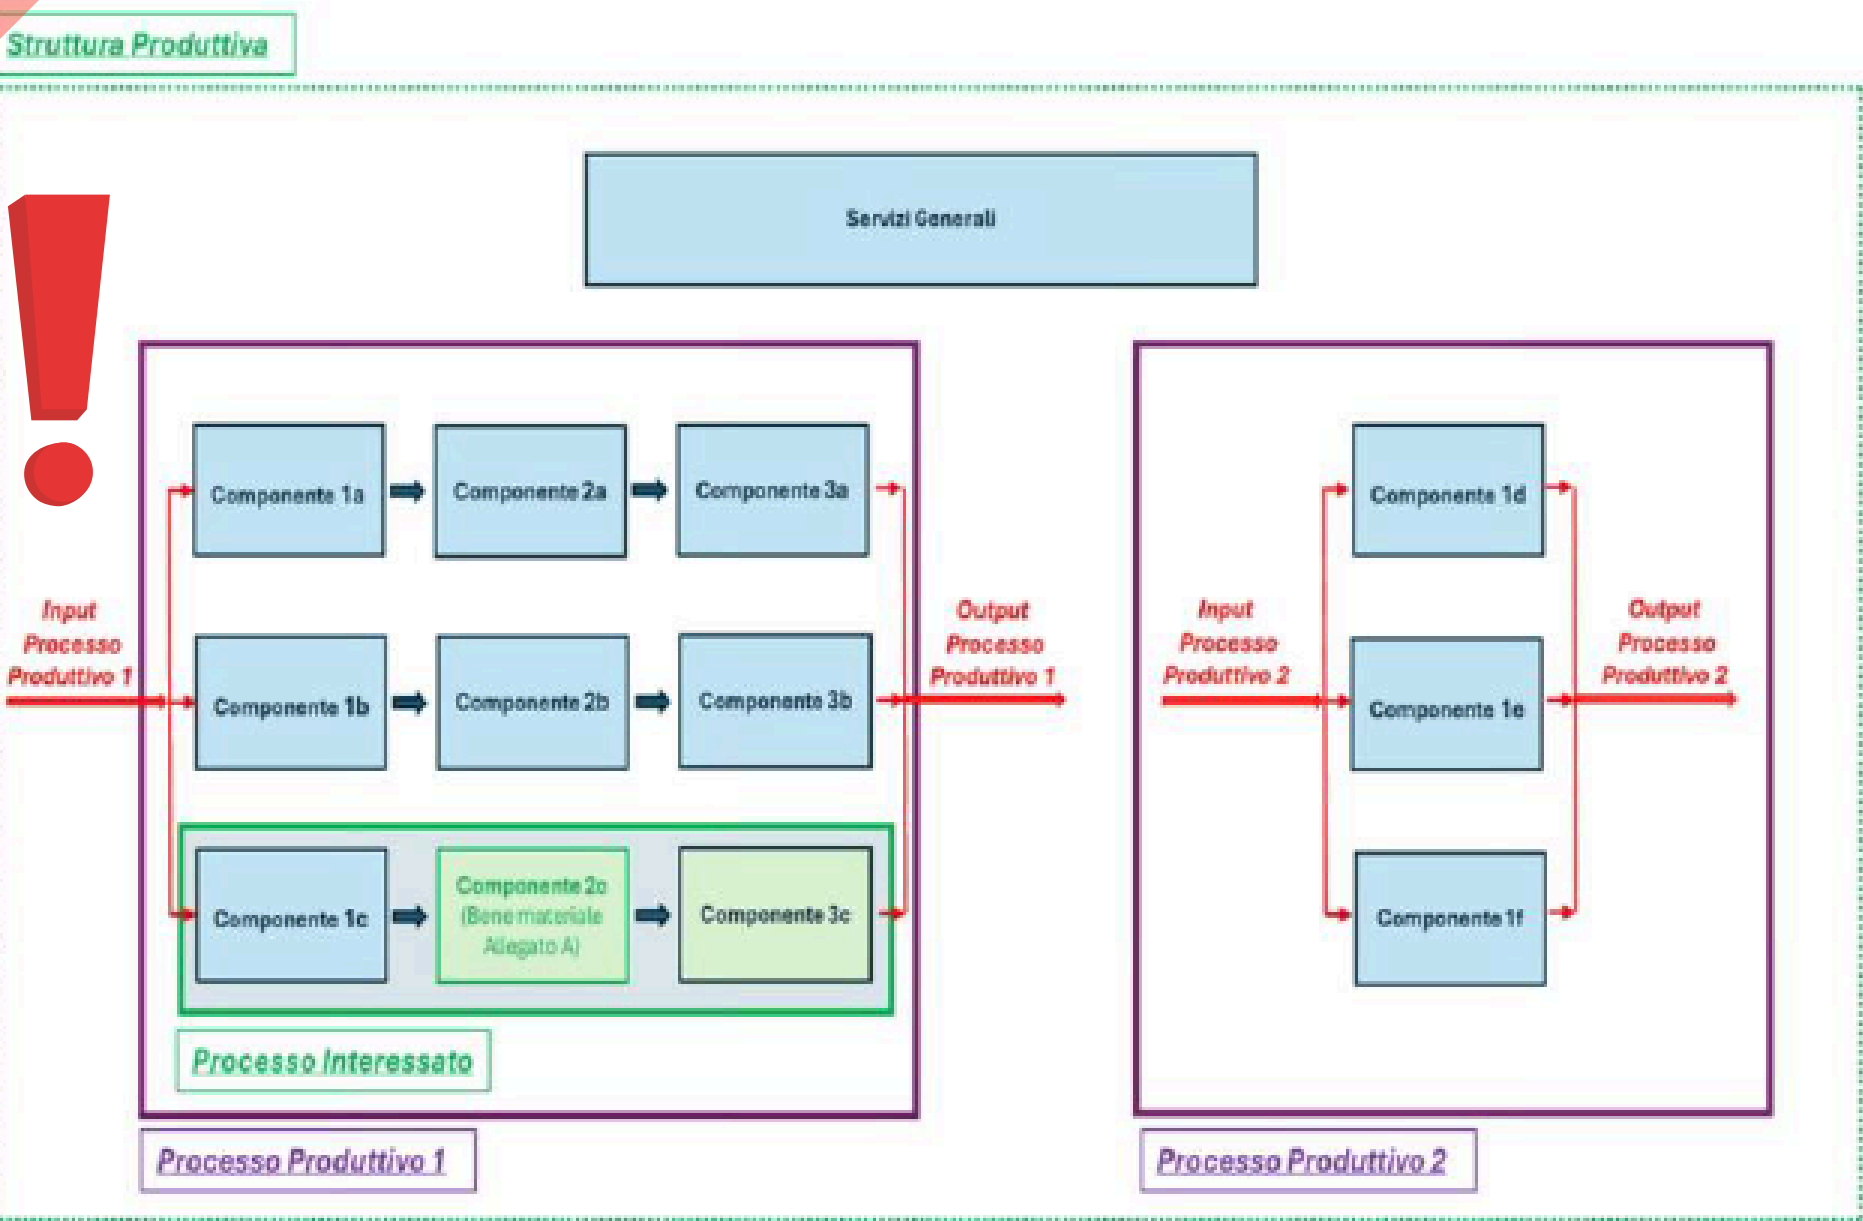 Struttura Produttiva
Servizi Generali
Componente 1a
Componente 2a
Componente 3a
Input
Processo
Produttivo 1
Componente 1b
Componente 2b
Componente 3b
Output
Processo
Produttivo 1
Componente 1c
Componente 2c
(Bene materiale
Allegato A)
Componente 3c
Processo Interessato
Processo Produttivo 1
Componente 1d
Input
Processo
Produttivo 2
Componente 1e
Output
Processo
Produttivo 2
Componente 1f
Processo Produttivo 2